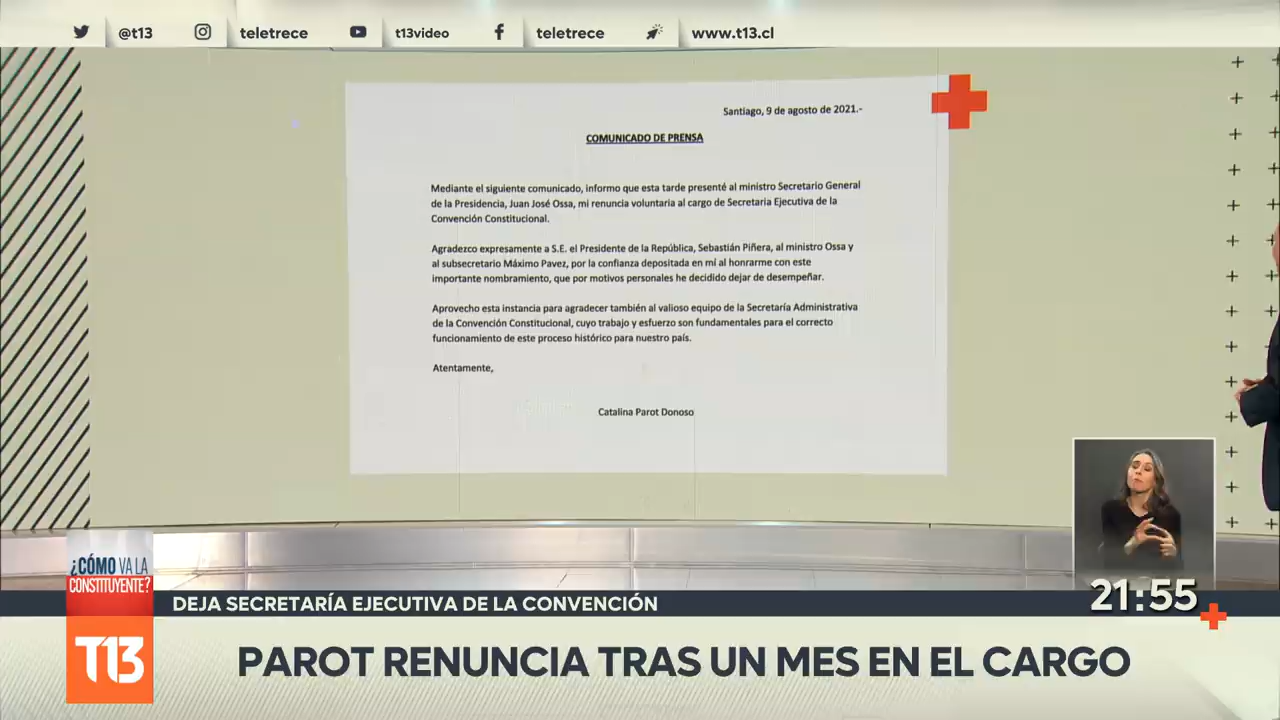 @t13
teletrece
t13video
teletrece
www.t13.cl
Santiago, 9 de agosto de 2021.-
COMUNICADO DE PRENSA
Mediante el siguiente comunicado, informo que esta tarde presenté al ministro Secretario General
de la Presidencia, Juan José Ossa, mi renuncia voluntaria al cargo de Secretaria Ejecutiva de la
Convención Constitucional.
Agradezco expresamente a S.E. el Presidente de la República, Sebastián Piñera, al ministro Ossa y
al subsecretario Máximo Pavez, por la confianza depositada en mí al honrarme con este
importante nombramiento, que por motivos personales he decidido dejar de desempeñar.
Aprovecho esta instancia para agradecer también al valioso equipo de la Secretaría Administrativa
de la Convención Constitucional, cuyo trabajo y esfuerzo son fundamentales para el correcto
funcionamiento de este proceso histórico para nuestro país.
Atentamente,
Catalina Parot Donoso
¿CÓMO VA LA
CONSTITUYENTE?
DEJA SECRETARÍA EJECUTIVA DE LA CONVENCIÓN
21:55
T13
PAROT RENUNCIA TRAS UN MES EN EL CARGO